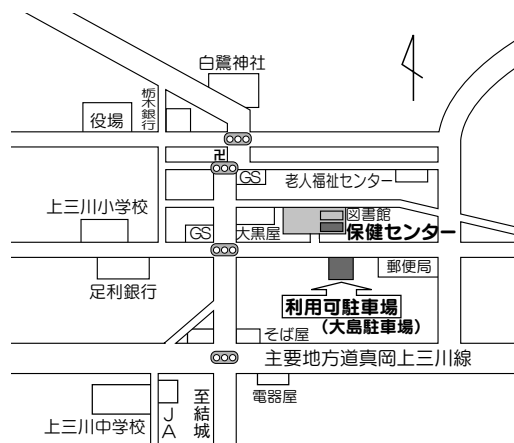 白鷺神社
栃木銀行
役場
卍
GS
老人福祉センター
上三川小学校
GS
大黒屋
図書館
保健センター
足利銀行
郵便局
利用可駐車場
(大島駐車場)
そば屋
主要地方道真岡上三川線
電器屋
上三川中学校
JA
至結城